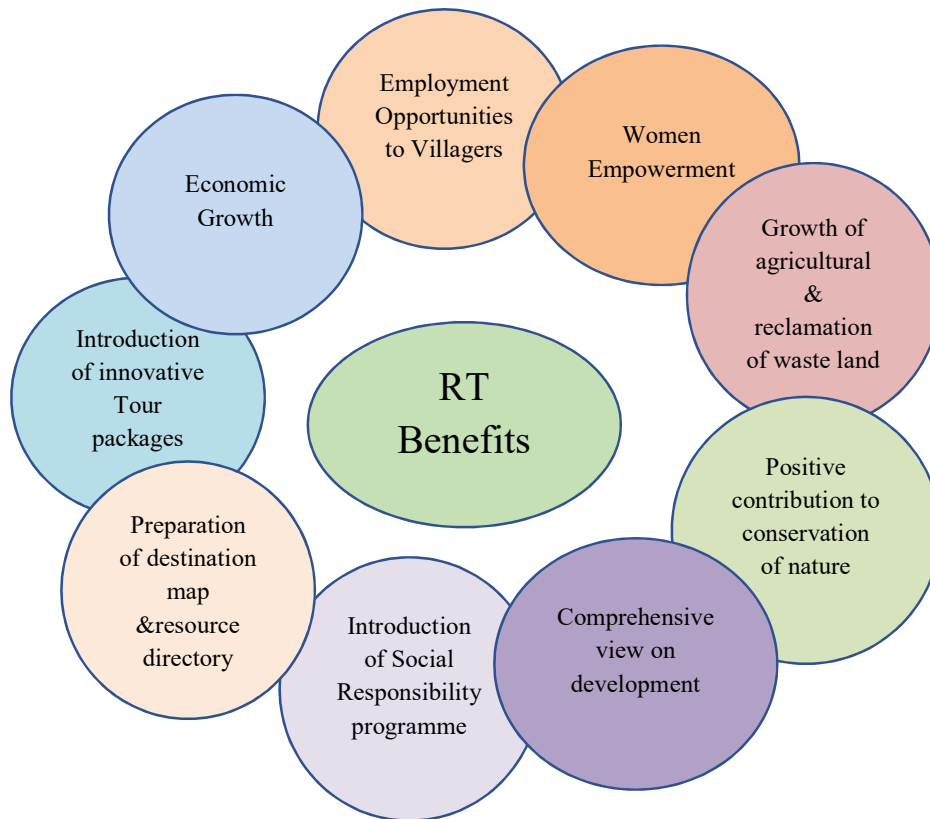 Employment
Opportunities
to Villagers
Women
Empowerment
Growth of
agricultural
&
reclamation
of waste land
Positive
contribution to
conservation
of nature
Comprehensive
view on
development
Introduction
of Social
Responsibility
programme
Preparation
of destination
map
&resource
directory
Introduction
of innovative
Tour
packages
Economic
Growth
RT
Benefits